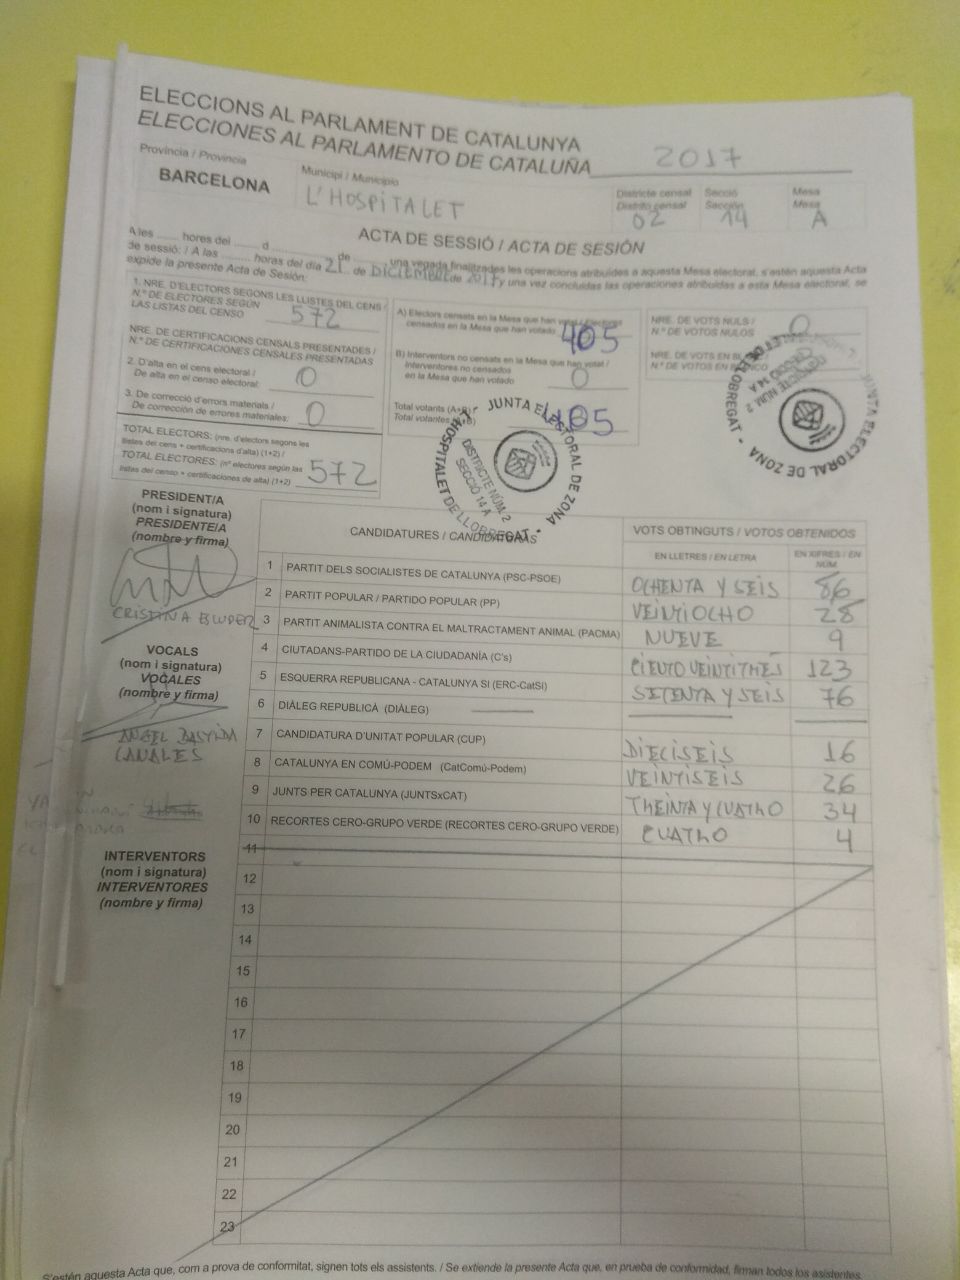 ELECCIONS AL PARLAMENT DE CATALUNYA
ELECCIONES AL PARLAMENTO DE CATALUÑA 2017
Província / Provincia
BARCELONA
Municipi / Municipio
L'HOSPITALET
Districte censal
Distrito censal
02
Secció
Sección
14
Mesa
Mesa
A
ACTA DE SESSIÓ / ACTA DE SESIÓN
A les ...... hores del ...... d ............ de ............ una vegada finalitzades les operacions atribuïdes a aquesta Mesa electoral, s'estén aquesta Acta
de sessió: / A las ......... horas del día 21 de DICIEMBRE de 2017 y una vez concluidas las operaciones atribuidas a esta Mesa electoral, se
expide la presente Acta de Sesión:
1. NRE. D'ELECTORS SEGONS LES LLISTES DEL CENS /
N.º DE ELECTORES SEGÚN
LAS LISTAS DEL CENSO 572
NRE. DE CERTIFICACIONS CENSALS PRESENTADES /
N.º DE CERTIFICACIONES CENSALES PRESENTADAS
2. D'alta en el cens electoral /
De alta en el censo electoral: 0
3. De correcció d'errors materials /
De corrección de errores materiales: 0
TOTAL ELECTORS: (nre. d'electors segons les
llistes del cens + certificacions d'alta) (1+2) /
TOTAL ELECTORES: (nº electores según las
listas del censo + certificaciones de alta) (1+2) 572
A) Electors censats en la Mesa que han votat / Electores
censados en la Mesa que han votado 405
B) Interventors no censats en la Mesa que han votat /
Interventores no censados
en la Mesa que han votado 0
Total votants (A+B) /
Total votantes (A+B) 405
NRE. DE VOTS NULS /
N.º DE VOTOS NULOS 0
NRE. DE VOTS EN
N.º DE VOTOS EN
JUNTA ELECTORAL DE ZONA
HOSPITALET DE LLOBREGAT
DISTRICTE NÚM. 2
SECCIÓ 14 A
JUNTA ELECTORAL DE ZONA
LLOBREGAT
DISTRICTE NÚM. 2
SECCIÓ 14 A
PRESIDENT/A
(nom i signatura)
PRESIDENTE/A
(nombre y firma)
CRISTINA
VOCALS
(nom i signatura)
VOCALES
(nombre y firma)
CANALES
INTERVENTORS
(nom i signatura)
INTERVENTORES
(nombre y firma)
CANDIDATURES / CANDIDATURAS
VOTS OBTINGUTS / VOTOS OBTENIDOS
EN LLETRES / EN LETRA
EN XIFRES / EN NÚM.
1 PARTIT DELS SOCIALISTES DE CATALUNYA (PSC-PSOE) OCHENTA Y SEIS 86
2 PARTIT POPULAR / PARTIDO POPULAR (PP) VEINTIOCHO 28
3 PARTIT ANIMALISTA CONTRA EL MALTRACTAMENT ANIMAL (PACMA) NUEVE 9
4 CIUTADANS-PARTIDO DE LA CIUDADANÍA (C's) CIENTO VEINTITRES 123
5 ESQUERRA REPUBLICANA - CATALUNYA SI (ERC-CatSí) SETENTA Y SEIS 76
6 DIÀLEG REPUBLICÀ (DIÀLEG)
7 CANDIDATURA D'UNITAT POPULAR (CUP) DIECISEIS 16
8 CATALUNYA EN COMÚ-PODEM (CatComú-Podem) VEINTISEIS 26
9 JUNTS PER CATALUNYA (JUNTSxCAT) TREINTA Y CUATRO 34
10 RECORTES CERO-GRUPO VERDE (RECORTES CERO-GRUPO VERDE) CUATRO 4
11
12
13
14
15
16
17
18
19
20
21
22
23
S'estén aquesta Acta que, com a prova de conformitat, signen tots els assistents. / Se extiende la presente Acta que, en prueba de conformidad, firman todos los asistentes.